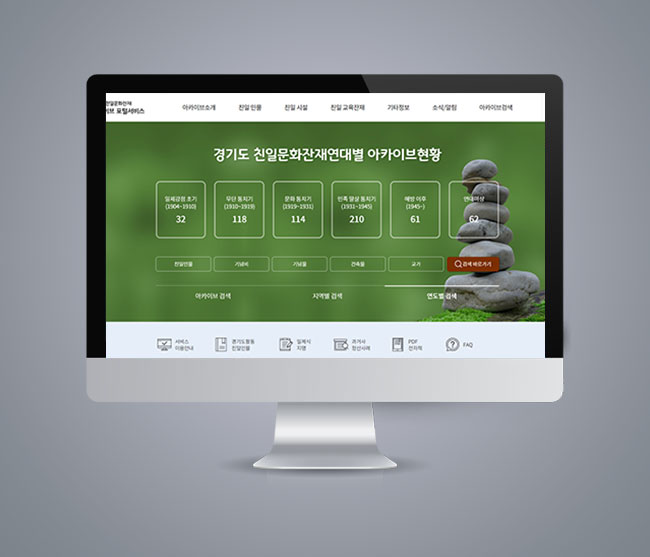 친일문화잔재
이브 포털서비스
아카이브소개 친일 인물 친일 시설 친일 교육잔재 기타정보 소식/알림 아카이브검색
경기도 친일문화잔재연대별 아카이브현황
일제강점 초기 무단 통치기 문화 통치기 민족 말살 통치기 해방 이후 연대미상
(1904~1910) (1910~1919) (1919~1931) (1931~1945) (1945~)
32 118 114 210 61 62
친일인물 기념비 기념물 건축물 교가 검색 바로가기
아카이브 검색 지역별 검색 연도별 검색
서비스 경기도출동 일제식 과거사 PDF FAQ
이용안내 친일인물 지명 청산사례 전자책